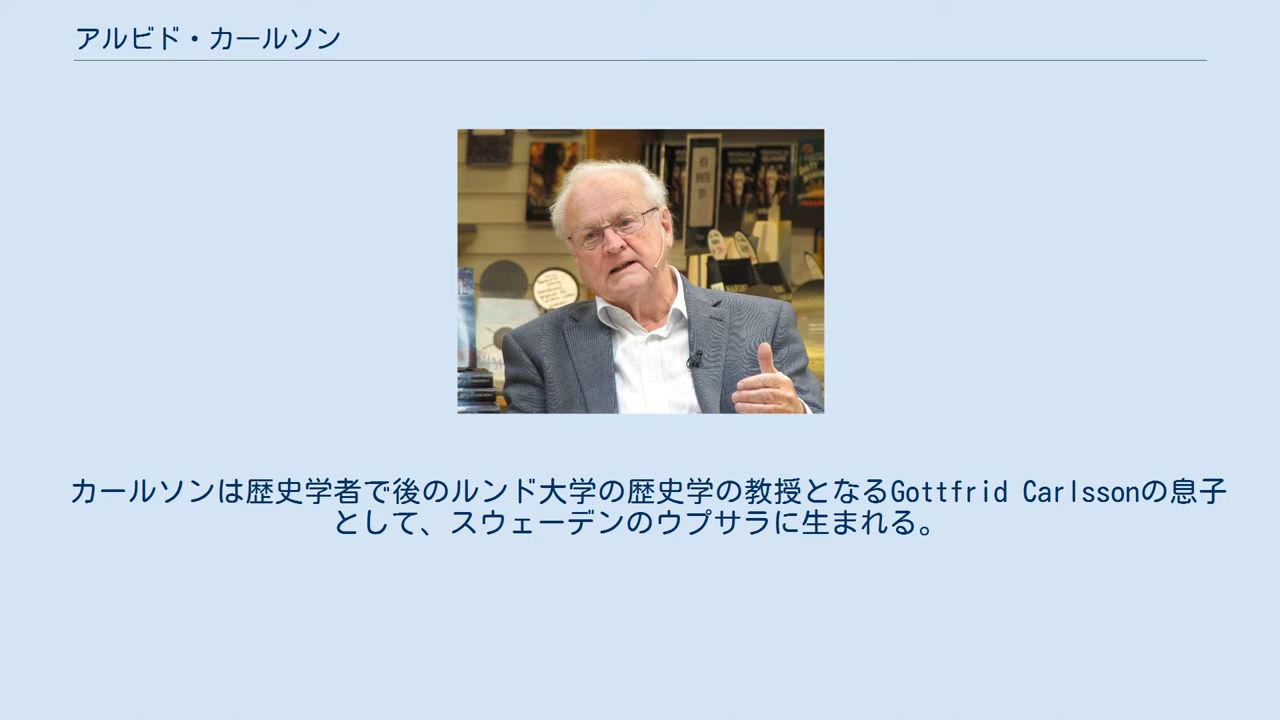 アルビド・カールソン
カールソンは歴史学者で後のルンド大学の歴史学の教授となるGottfrid Carlssonの息子
として、スウェーデンのウプサラに生まれる。